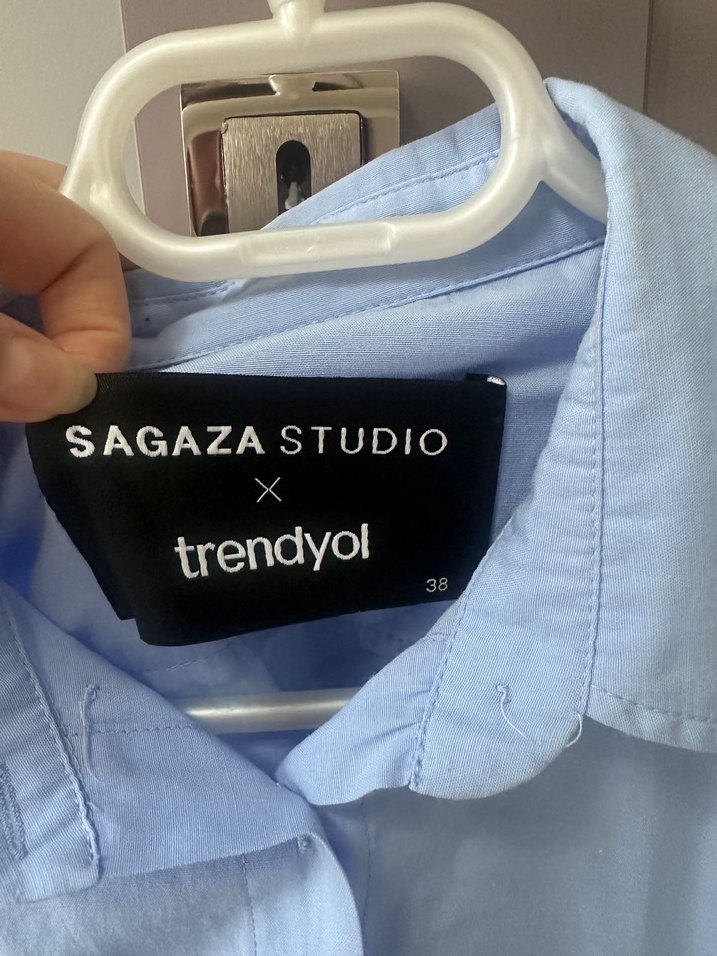 SAGAZA STUDIO
X
trendyol
38